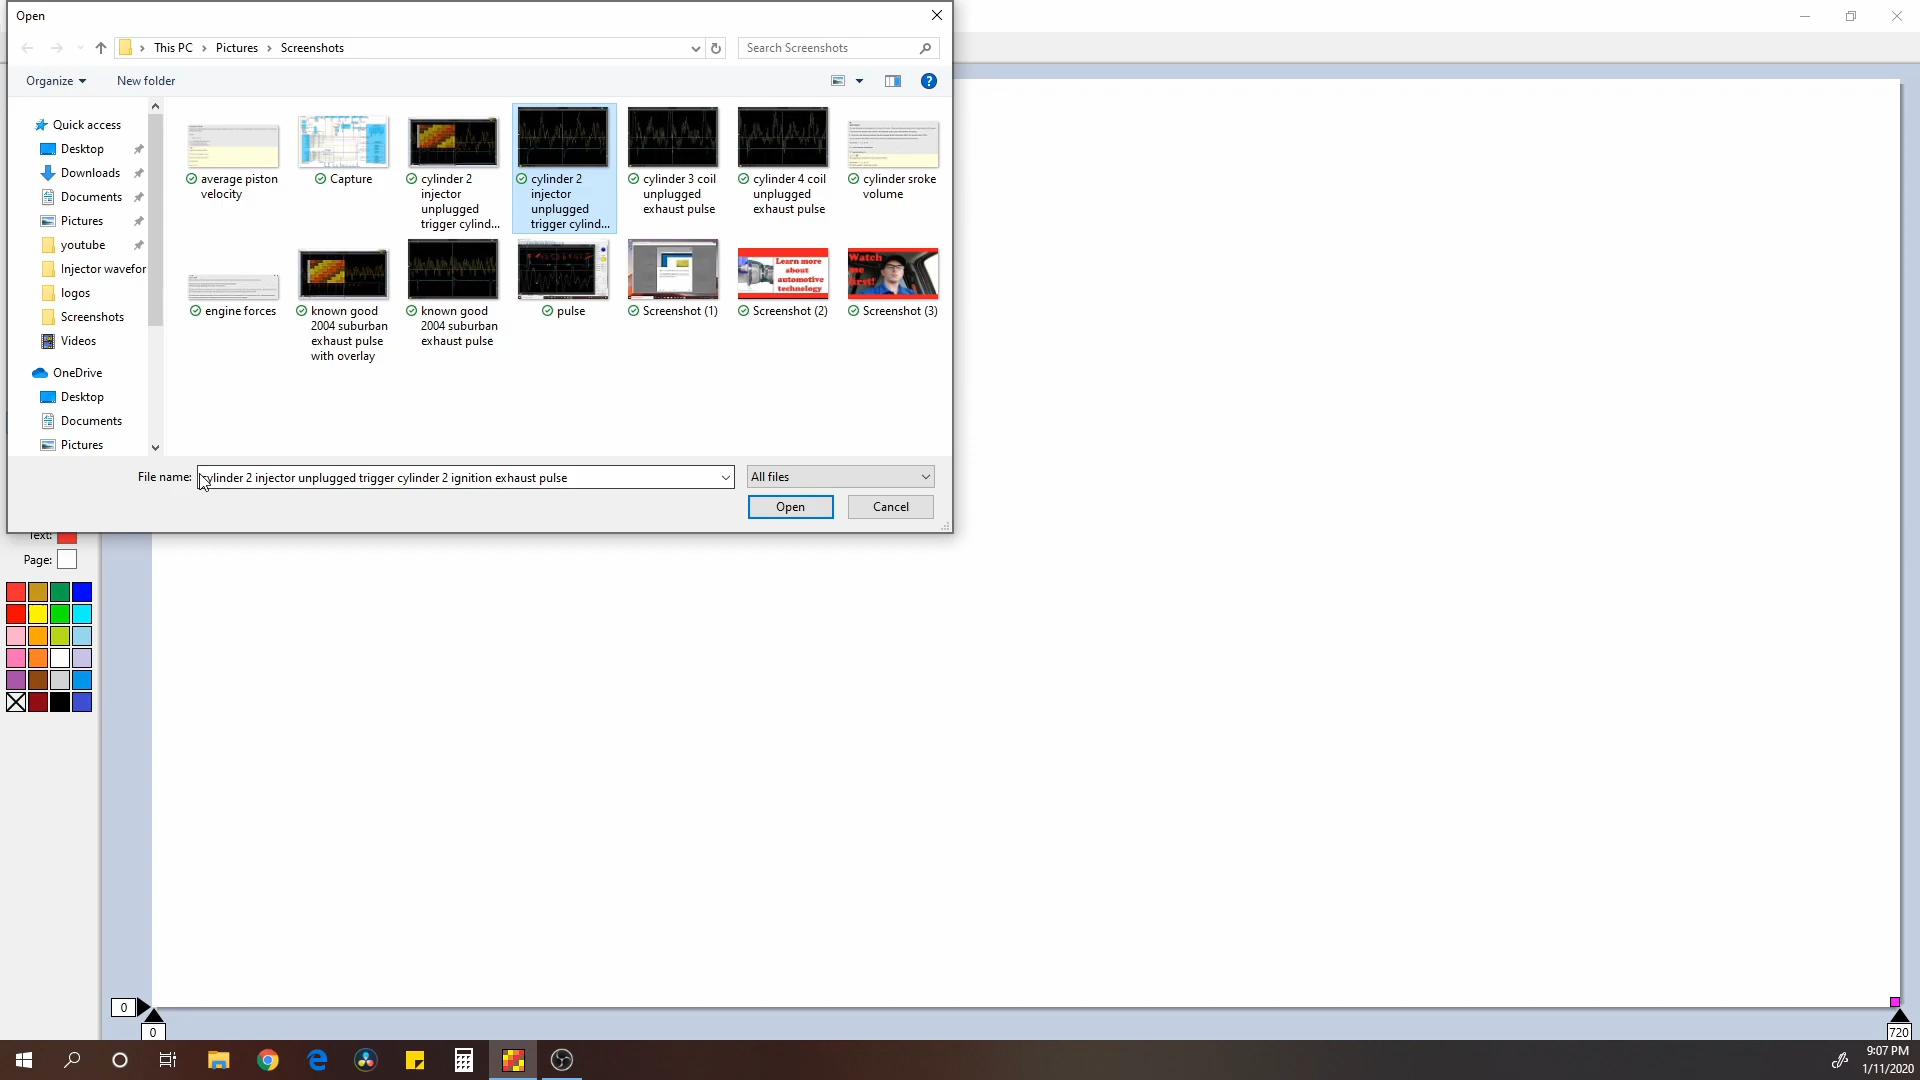 Open
This PC
Pictures
Screenshots
Search Screenshots
Organize
New folder
?
Quick access
Desktop
Downloads
Documents
Pictures
youtube
Injector wavefor
logos
Screenshots
Videos
OneDrive
Desktop
Documents
Pictures
average piston
velocity
Capture
cylinder 2
injector
unplugged
trigger cylind...
cylinder 2
injector
unplugged
trigger cylind...
cylinder 3 coil
unplugged
exhaust pulse
cylinder 4 coil
unplugged
exhaust pulse
cylinder sroke
volume
engine forces
known good
2004 suburban
exhaust pulse
with overlay
known good
2004 suburban
exhaust pulse
pulse
Screenshot (1)
Learn more
about
automotive
technology
Screenshot (2)
Watch
me
first!
Screenshot (3)
File name:
cylinder 2 injector unplugged trigger cylinder 2 ignition exhaust pulse
All files
Open
Cancel
Text:
Page:
0
0
720
9:07 PM
1/11/2020